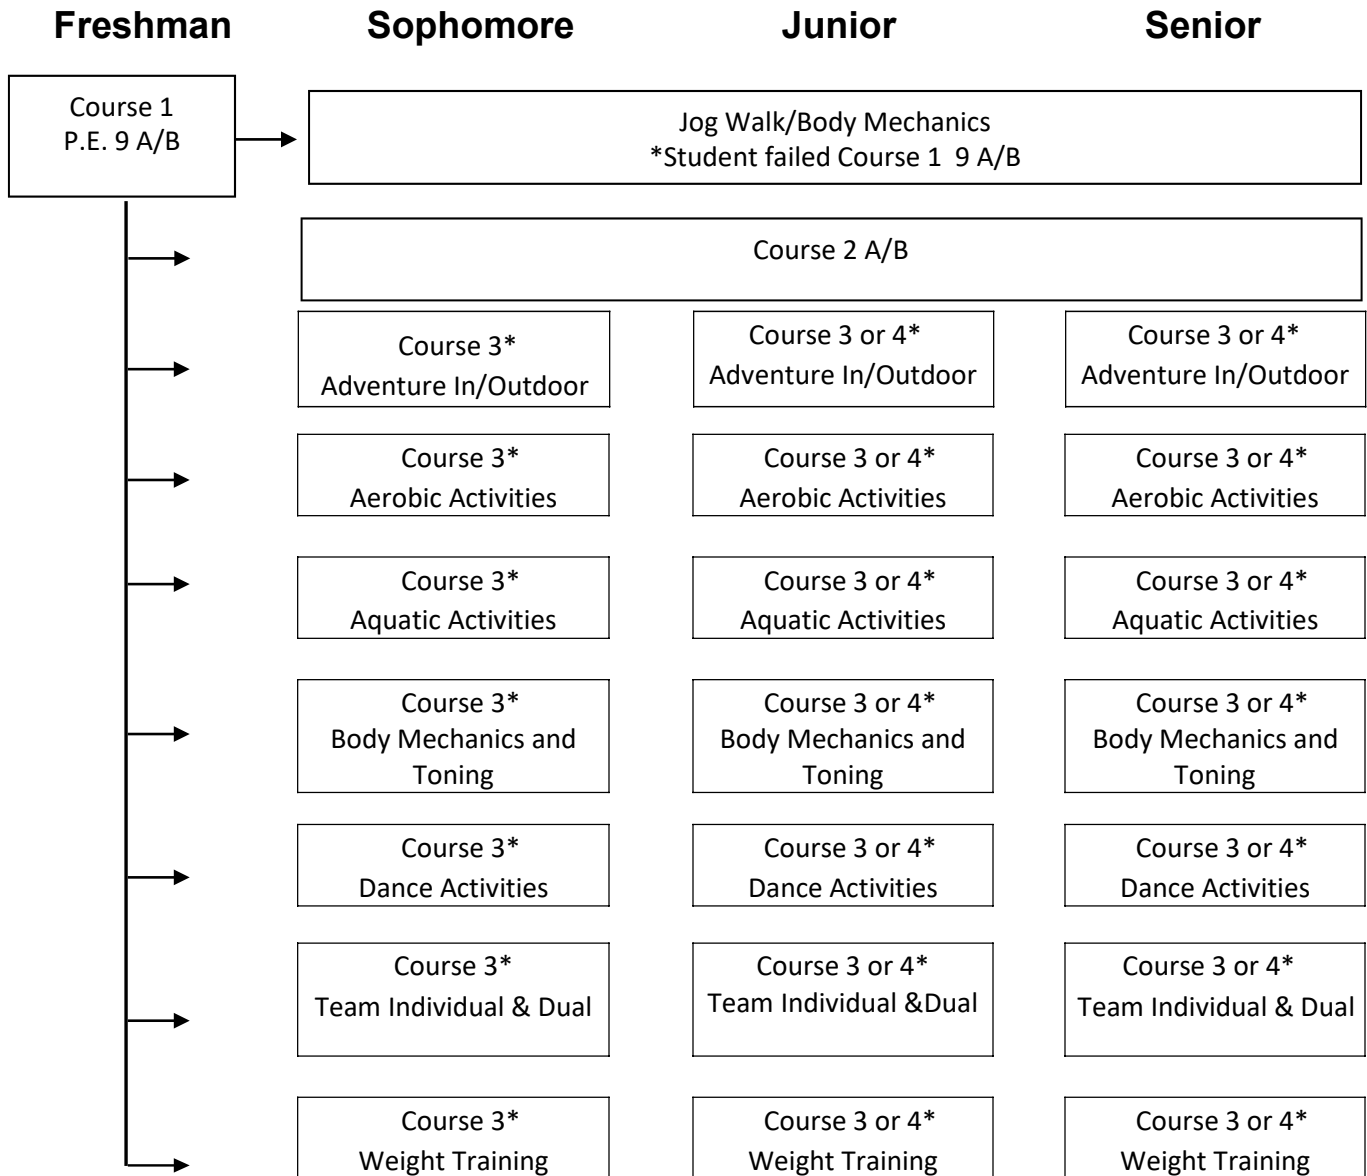 Freshman Sophomore Junior Senior
Course 1
P.E. 9 A/B
Jog Walk/Body Mechanics
*Student failed Course 1 9 A/B
Course 2 A/B
Course 3*
Adventure In/Outdoor
Course 3 or 4*
Adventure In/Outdoor
Course 3 or 4*
Adventure In/Outdoor
Course 3*
Aerobic Activities
Course 3 or 4*
Aerobic Activities
Course 3 or 4*
Aerobic Activities
Course 3*
Aquatic Activities
Course 3 or 4*
Aquatic Activities
Course 3 or 4*
Aquatic Activities
Course 3*
Body Mechanics and
Toning
Course 3 or 4*
Body Mechanics and
Toning
Course 3 or 4*
Body Mechanics and
Toning
Course 3*
Dance Activities
Course 3 or 4*
Dance Activities
Course 3 or 4*
Dance Activities
Course 3*
Team Individual & Dual
Course 3 or 4*
Team Individual &Dual
Course 3 or 4*
Team Individual & Dual
Course 3*
Weight Training
Course 3 or 4*
Weight Training
Course 3 or 4*
Weight Training